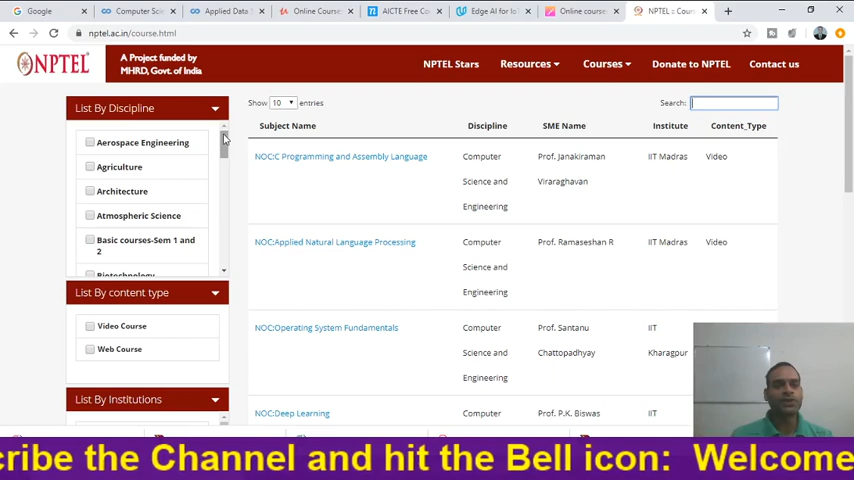 Google
Computer Scie
Applied Data
Online Course
AICTE Free Co
Edge AI for Io
Online course
NPTEL :: Cour
nptel.ac.in/course.html
NPTEL
A Project funded by
MHRD, Govt. of India
NPTEL Stars
Resources
Courses
Donate to NPTEL
Contact us
List By Discipline
Aerospace Engineering
Agriculture
Architecture
Atmospheric Science
Basic courses-Sem 1 and
2
Biotechnology
List By content type
Video Course
Web Course
List By Institutions
Show 10 entries
Search:
Subject Name Discipline SME Name Institute Content_Type
NOC:C Programming and Assembly Language Computer Prof. Janakiraman IIT Madras Video
Science and Viraraghavan
Engineering
NOC:Applied Natural Language Processing Computer Prof. Ramaseshan R IIT Madras Video
Science and
Engineering
NOC:Operating System Fundamentals Computer Prof. Santanu IIT
Science and Chattopadhyay Kharagpur
Engineering
NOC:Deep Learning Computer Prof. P.K. Biswas IIT
cribe the Channel and hit the Bell icon: Welcome